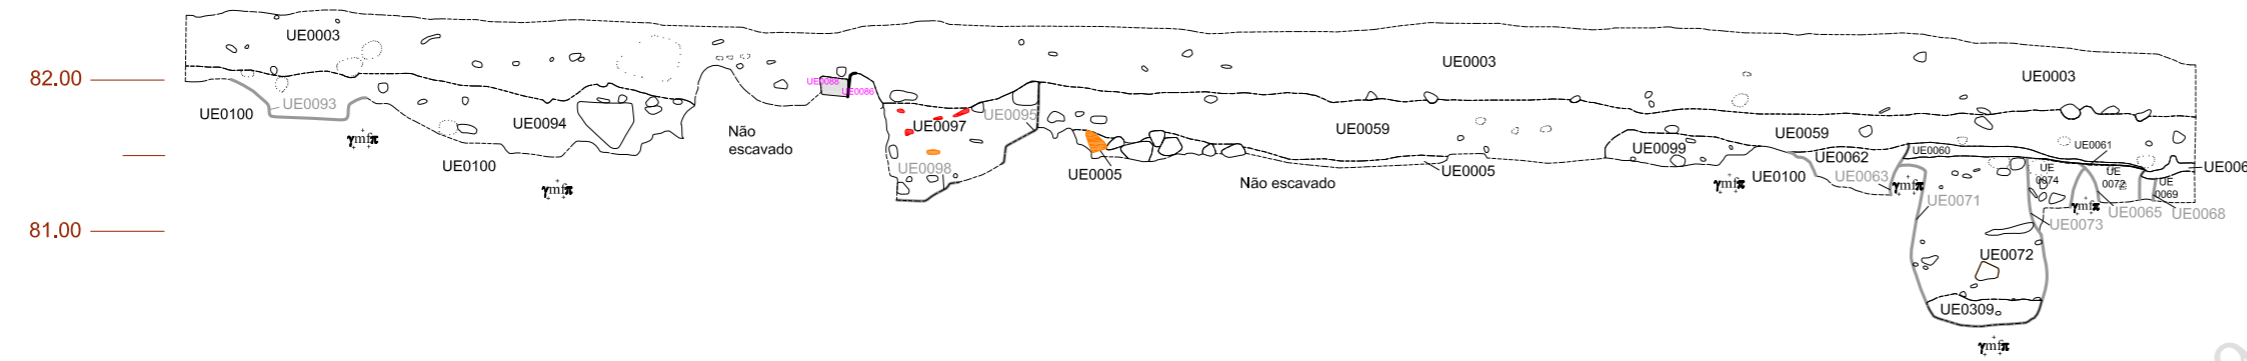 UE0003
UE0003
UE0003
82.00
UE0088
UE0086
UE0100
UE0093
UE0094
UE0097
UE0095
UE0059
UE0059
Não
escavado
UE0099
UE0062
UE0060
UE0061
UE0100
UE0098
UE0005
Não escavado
UE0005
UE0100
UE0063
UE
0074
UE
0072
UE
0069
UE006
UE0071
UE0065
UE0068
81.00
UE0073
UE0072
UE0309